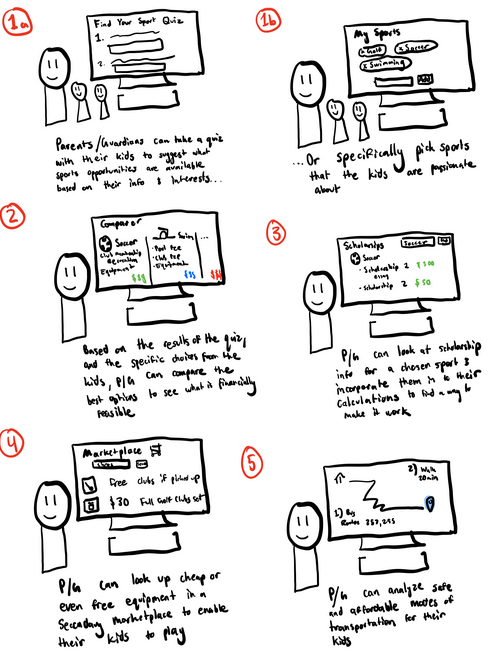 1a
Find Your Sport Quiz
1.
2.
Parents/Guardians can take a quiz
with their kids to suggest what
sports opportunities are available
based on their info & interests...
1b
My Sports
x Golf
x Soccer
x Swimming
Add
...Or specifically pick sports
that the kids are passionate
about
2
Comparor
Soccer
Club membership
Recreation
Equipment
$$$
Swim
- Pool Fee
- Club Fee
- Equipment
$$
...
Based on the results of the quiz,
and the specific choices from the
kids, P/G can compare the
best options to see what is financially
feasible
3
Scholarships
Soccer
Soccer
- Scholarship 1
essay
- Scholarship 2
$50
P/G can look at scholarship
info for a chosen sport &
incorporate them in to their
calculations to find a way to
make it work
4
Marketplace
Free clubs if picked up
$30 Full Golf Clubs set
P/G can look up cheap or
even free equipment in a
Secondary marketplace to enable
their kids to play
5
2) Walk
20 min
1) Bus
Routes 357, 255
P/G can analyze safe
and affordable modes of
transportation for their
kids